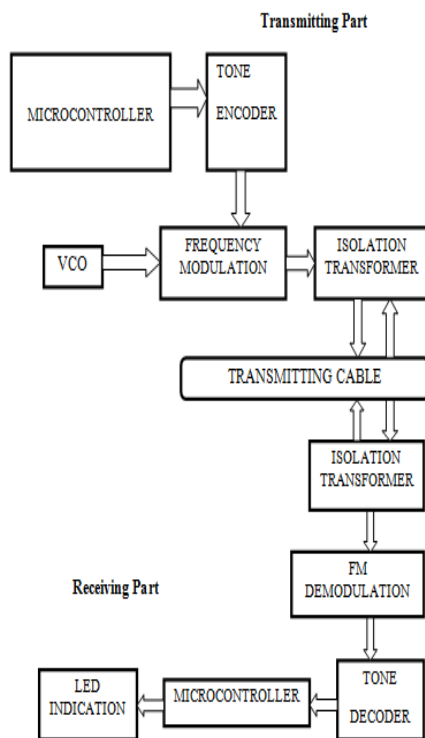 Transmitting Part
TONE
ENCODER
MICROCONTROLLER
VCO
FREQUENCY
MODULATION
ISOLATION
TRANSFORMER
TRANSMITTING CABLE
ISOLATION
TRANSFORMER
FM
DEMODULATION
Receiving Part
TONE
DECODER
MICROCONTROLLER
LED
INDICATION